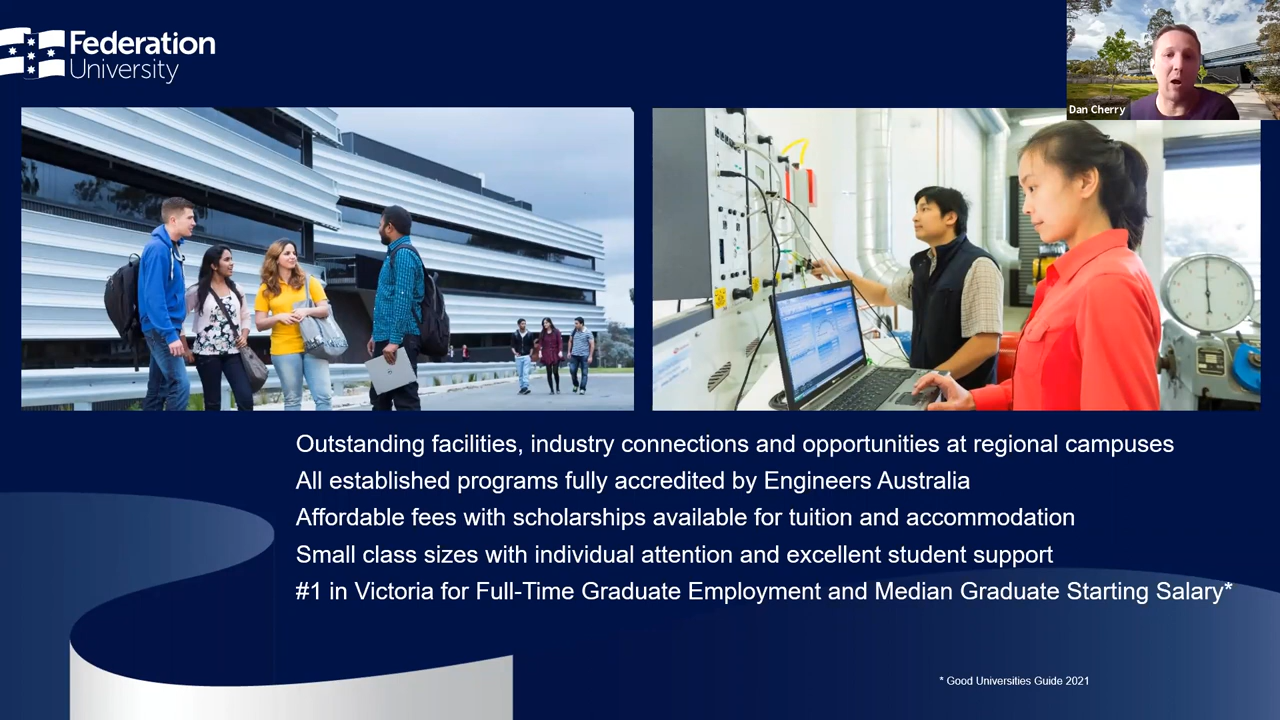 Federation
University
Dan Cherry
Outstanding facilities, industry connections and opportunities at regional campuses
All established programs fully accredited by Engineers Australia
Affordable fees with scholarships available for tuition and accommodation
Small class sizes with individual attention and excellent student support
#1 in Victoria for Full-Time Graduate Employment and Median Graduate Starting Salary*
* Good Universities Guide 2021